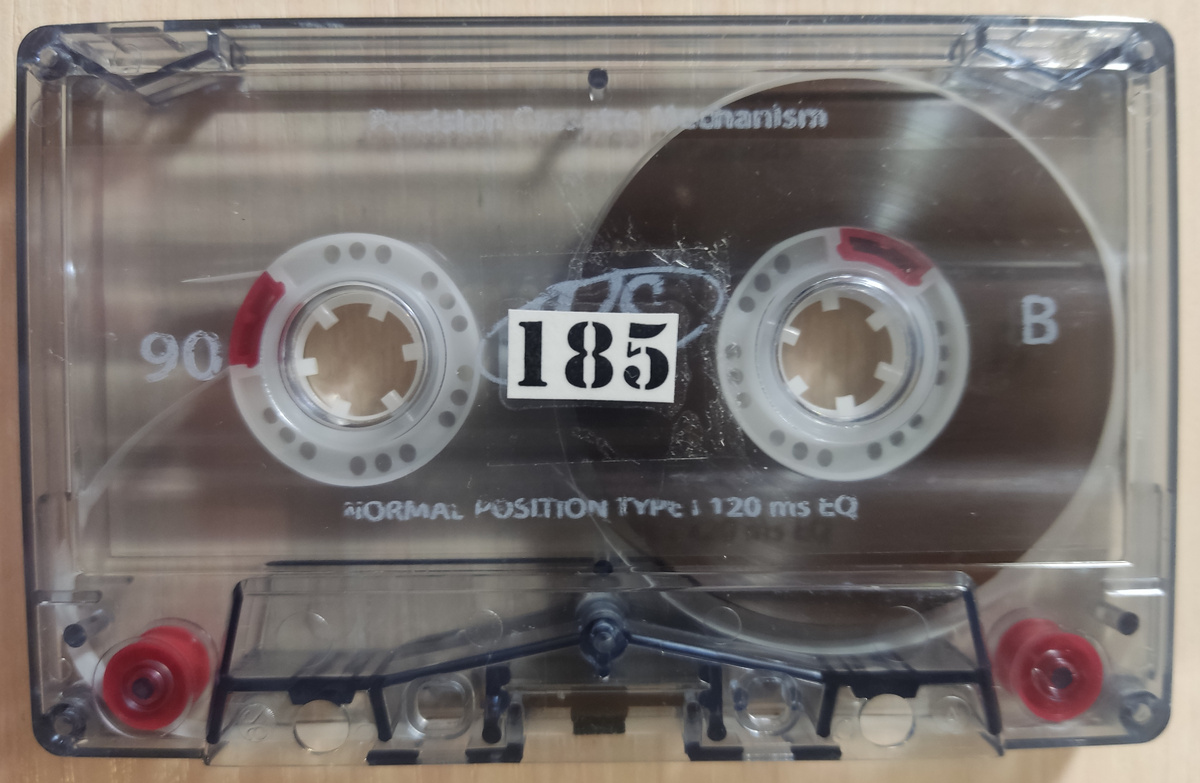 Precision Cassette Mechanism
90
185
B
NORMAL POSITION TYPE I 120 ms EQ